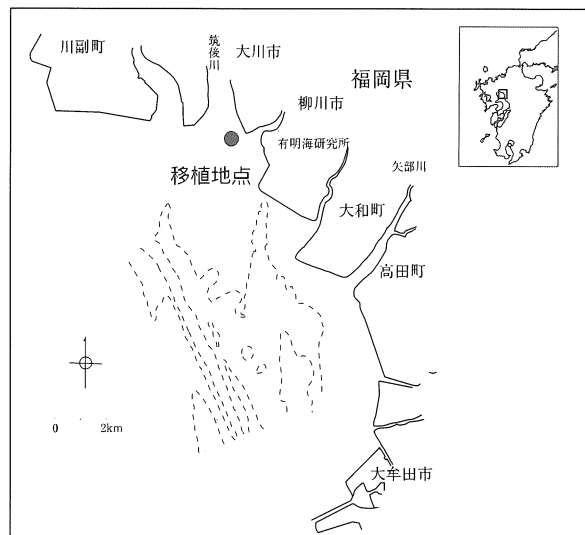 川副町
筑後川
大川市
福岡県
柳川市
有明海研究所
矢部川
移植地点
大和町
高田町
0 2km
大牟田市